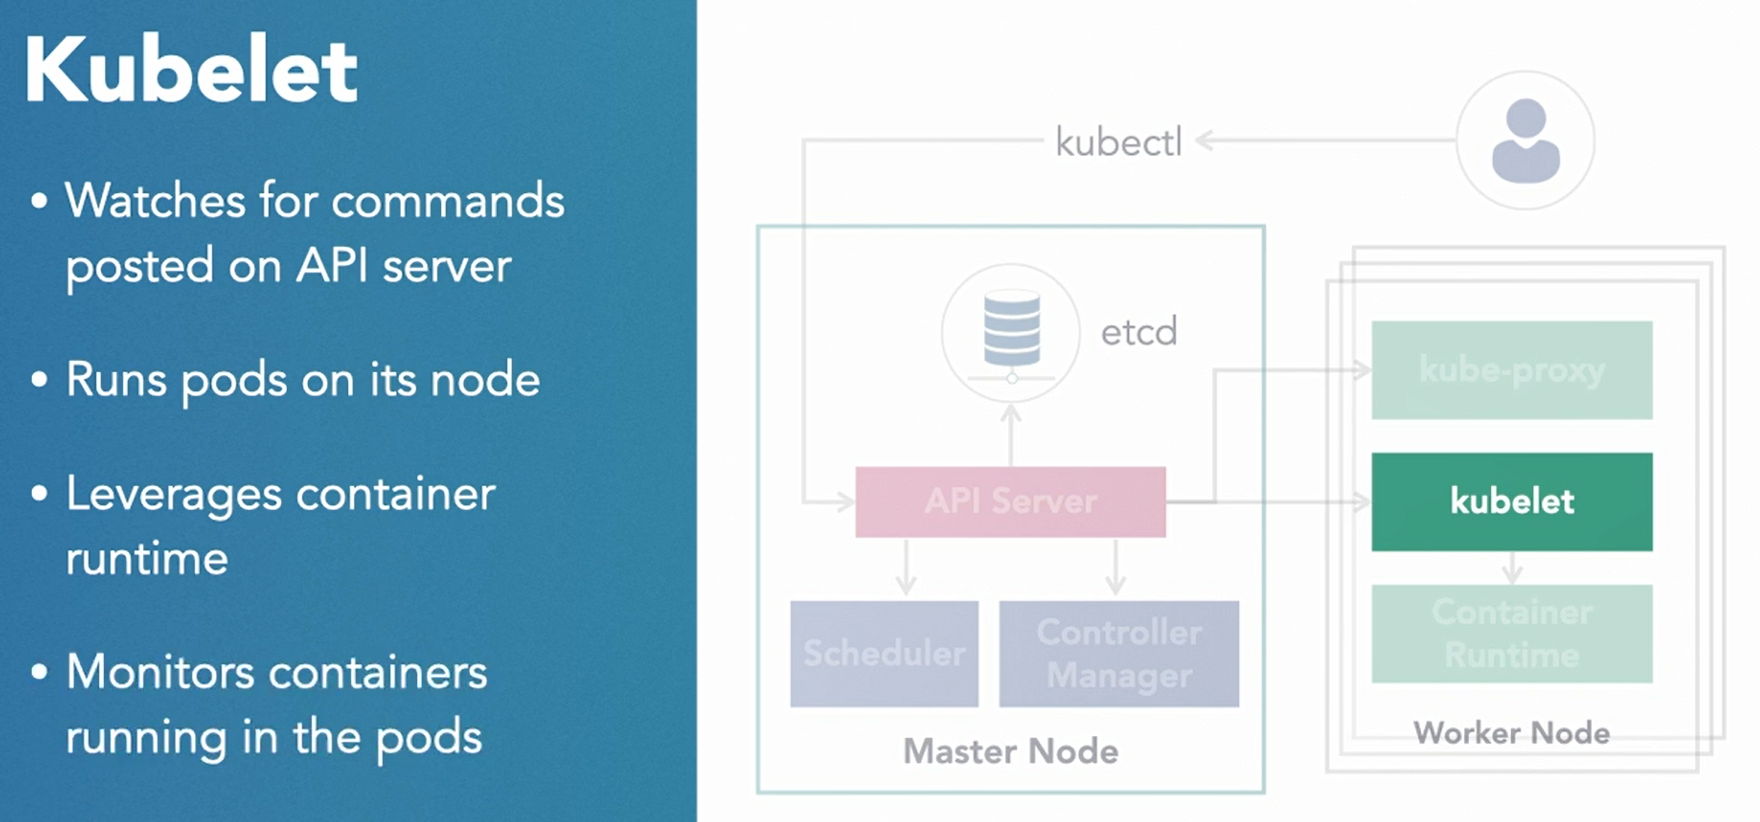 Kubelet
• Watches for commands
posted on API server
• Runs pods on its node
• Leverages container
runtime
• Monitors containers
running in the pods
kubectl
etcd
API Server
Scheduler
Controller
Manager
Master Node
kube-proxy
kubelet
Container
Runtime
Worker Node